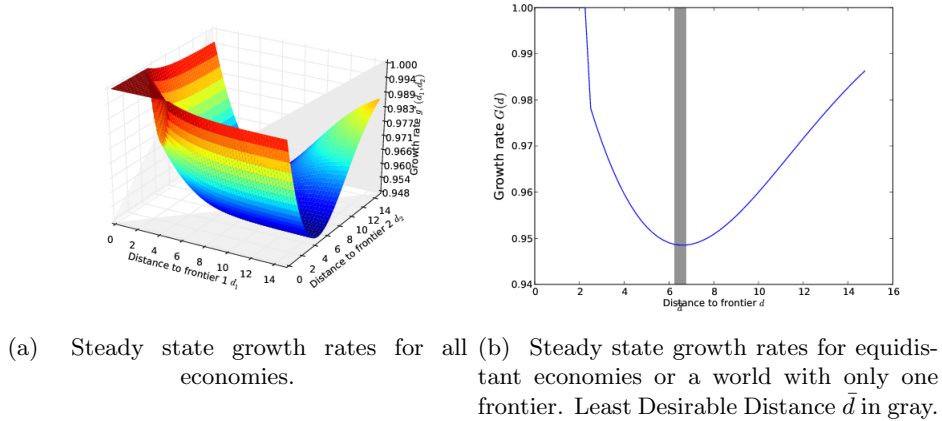 1.000
0.994
0.989
0.983
0.977
0.971
0.966
0.960
0.954
0.948
Growth rate g*(d₁,d₂)
0 2 4 6 8 10 12 14
Distance to frontier 1 d₁
0 2 4 6 8 10 12 14
Distance to frontier 2 d₂
1.00
0.99
0.98
0.97
0.96
0.95
0.94
Growth rate G(d)
0 2 4 6 8 10 12 14 16
Distance to frontier d
d̄
(a) Steady state growth rates for all
economies.
(b) Steady state growth rates for equidis-
tant economies or a world with only one
frontier. Least Desirable Distance d̄ in gray.